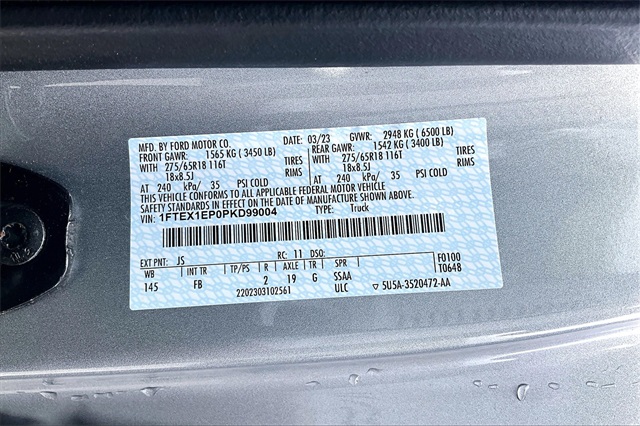 MFD. BY FORD MOTOR CO. DATE: 03/23 GVWR: 2948 KG ( 6500 LB)
FRONT GAWR: 1565 KG ( 3450 LB) REAR GAWR: 1542 KG ( 3400 LB)
WITH 275/65R18 116T TIRES WITH 275/65R18 116T TIRES
18x8.5J RIMS 18x8.5J RIMS
AT 240 kPa/ 35 PSI COLD AT 240 kPa/ 35 PSI COLD
THIS VEHICLE CONFORMS TO ALL APPLICABLE FEDERAL MOTOR VEHICLE
SAFETY STANDARDS IN EFFECT ON THE DATE OF MANUFACTURE SHOWN ABOVE.
VIN: 1FTEX1EP0PKD99004 TYPE: Truck
EXT PNT: JS RC: 11 DSO: F0100
WB INT TR TP/PS R AXLE TR SPR T0648
145 FB 2 19 G SSAA
2202303102561 ULC ▽ 5U5A-3520472-AA